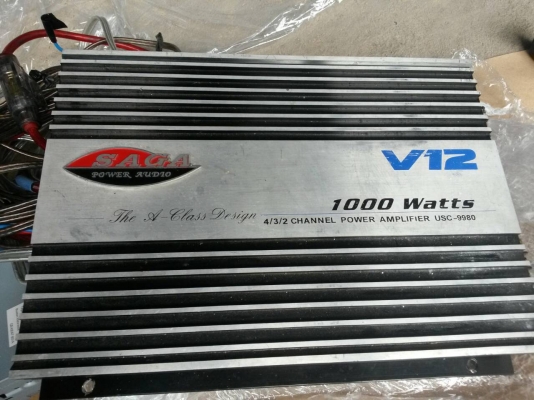 SAGA
POWER AUDIO
V12
1000 Watts
The A-Class Design
4/3/2 CHANNEL POWER AMPLIFIER USC-9980